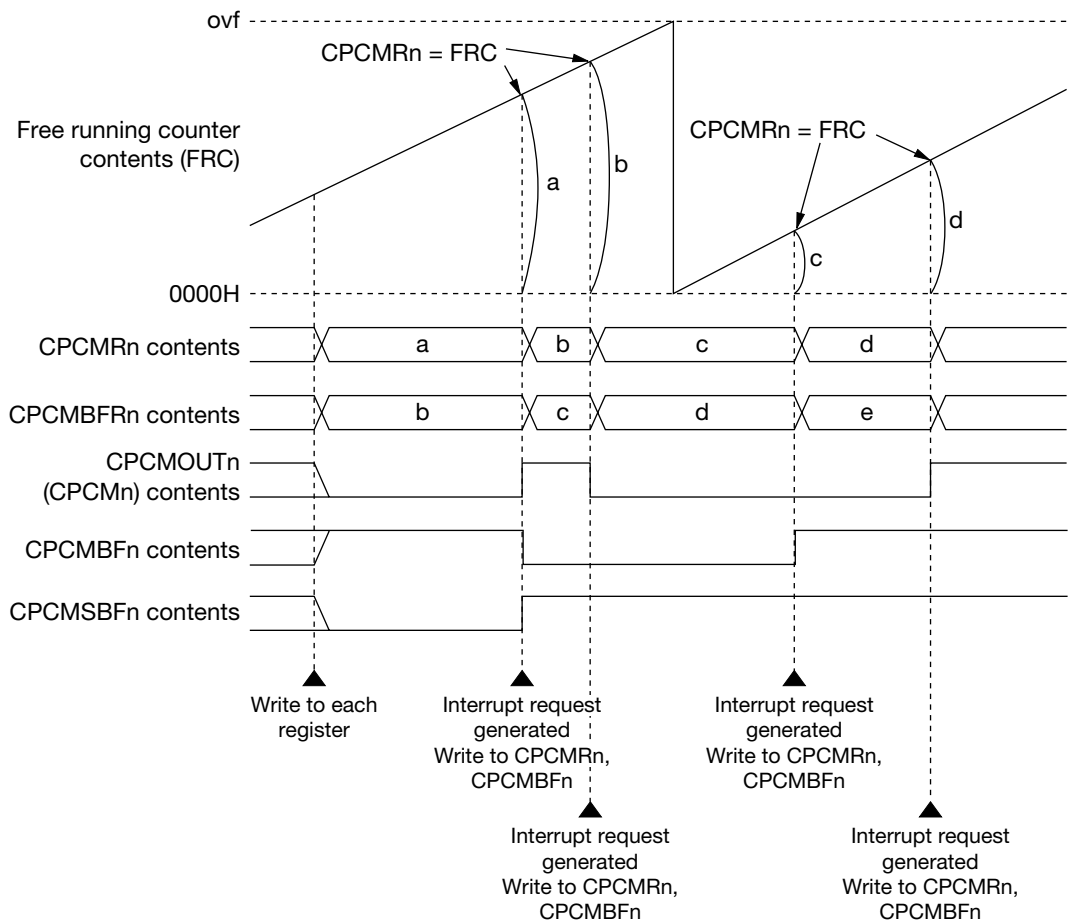 ovf
CPCMRn = FRC
Free running counter
contents (FRC)
CPCMRn = FRC
a
b
c
d
0000H
CPCMRn contents
a
b
c
d
CPCMBFRn contents
b
c
d
e
CPCMOUTn
(CPCMn) contents
CPCMBFn contents
CPCMSBFn contents
Write to each
register
Interrupt request
generated
Write to CPCMRn,
CPCMBFn
Interrupt request
generated
Write to CPCMRn,
CPCMBFn
Interrupt request
generated
Write to CPCMRn,
CPCMBFn
Interrupt request
generated
Write to CPCMRn,
CPCMBFn